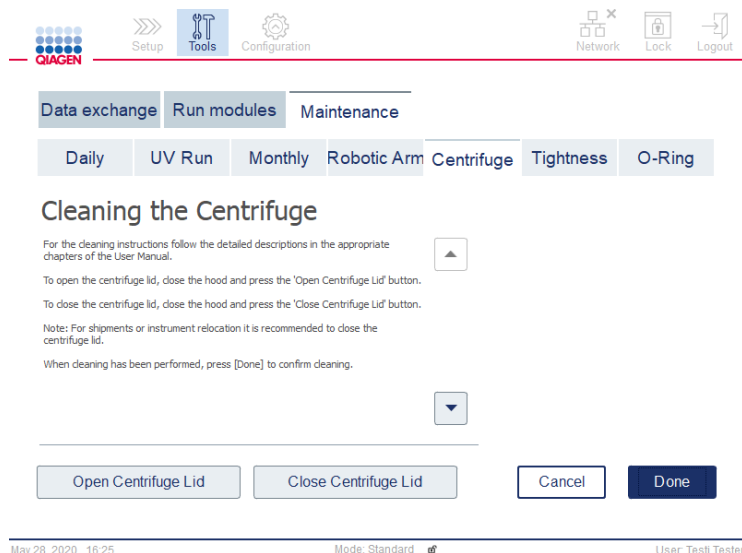 QIAGEN
Setup
Tools
Configuration
Network
Lock
Logout
Data exchange
Run modules
Maintenance
Daily
UV Run
Monthly
Robotic Arm
Centrifuge
Tightness
O-Ring
Cleaning the Centrifuge
For the cleaning instructions follow the detailed descriptions in the appropriate
chapters of the User Manual.
To open the centrifuge lid, close the hood and press the 'Open Centrifuge Lid' button.
To close the centrifuge lid, close the hood and press the 'Close Centrifuge Lid' button.
Note: For shipments or instrument relocation it is recommended to close the
centrifuge lid.
When cleaning has been performed, press [Done] to confirm cleaning.
Open Centrifuge Lid
Close Centrifuge Lid
Cancel
Done
May 28, 2020 16:25
Mode: Standard
User: Testi Tester